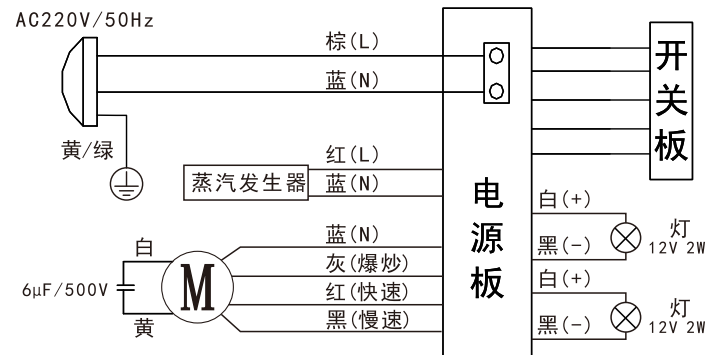 AC220V/50Hz
棕(L)
蓝(N)
黄/绿
红(L)
蓝(N)
蒸汽发生器
蓝(N)
灰(爆炒)
红(快速)
黑(慢速)
白
6μF/500V
M
黄
电源板
开关板
白(+)
黑(-)
灯
12V 2W
白(+)
黑(-)
灯
12V 2W